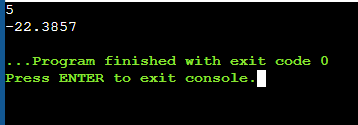 5
-22.3857
...Program finished with exit code 0
Press ENTER to exit console.